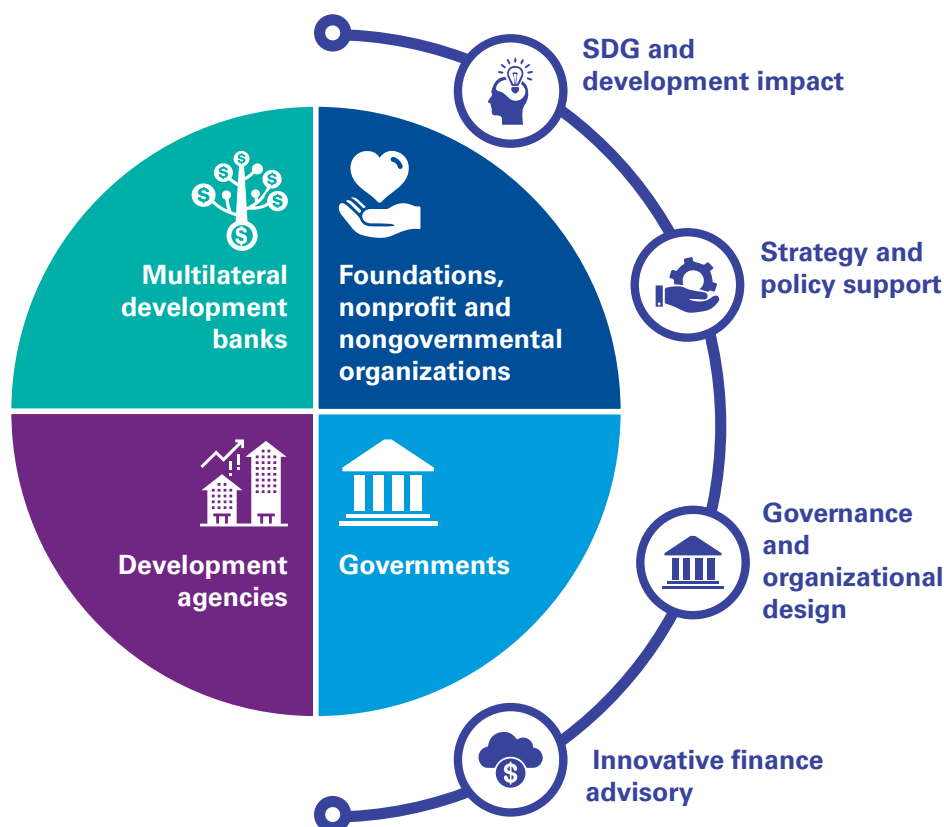 SDG and
development impact
Strategy and
policy support
Governance
and
organizational
design
Innovative finance
advisory
Multilateral
development
banks
Foundations,
nonprofit and
nongovernmental
organizations
Development
agencies
Governments
$
$
$
$
$
$
$